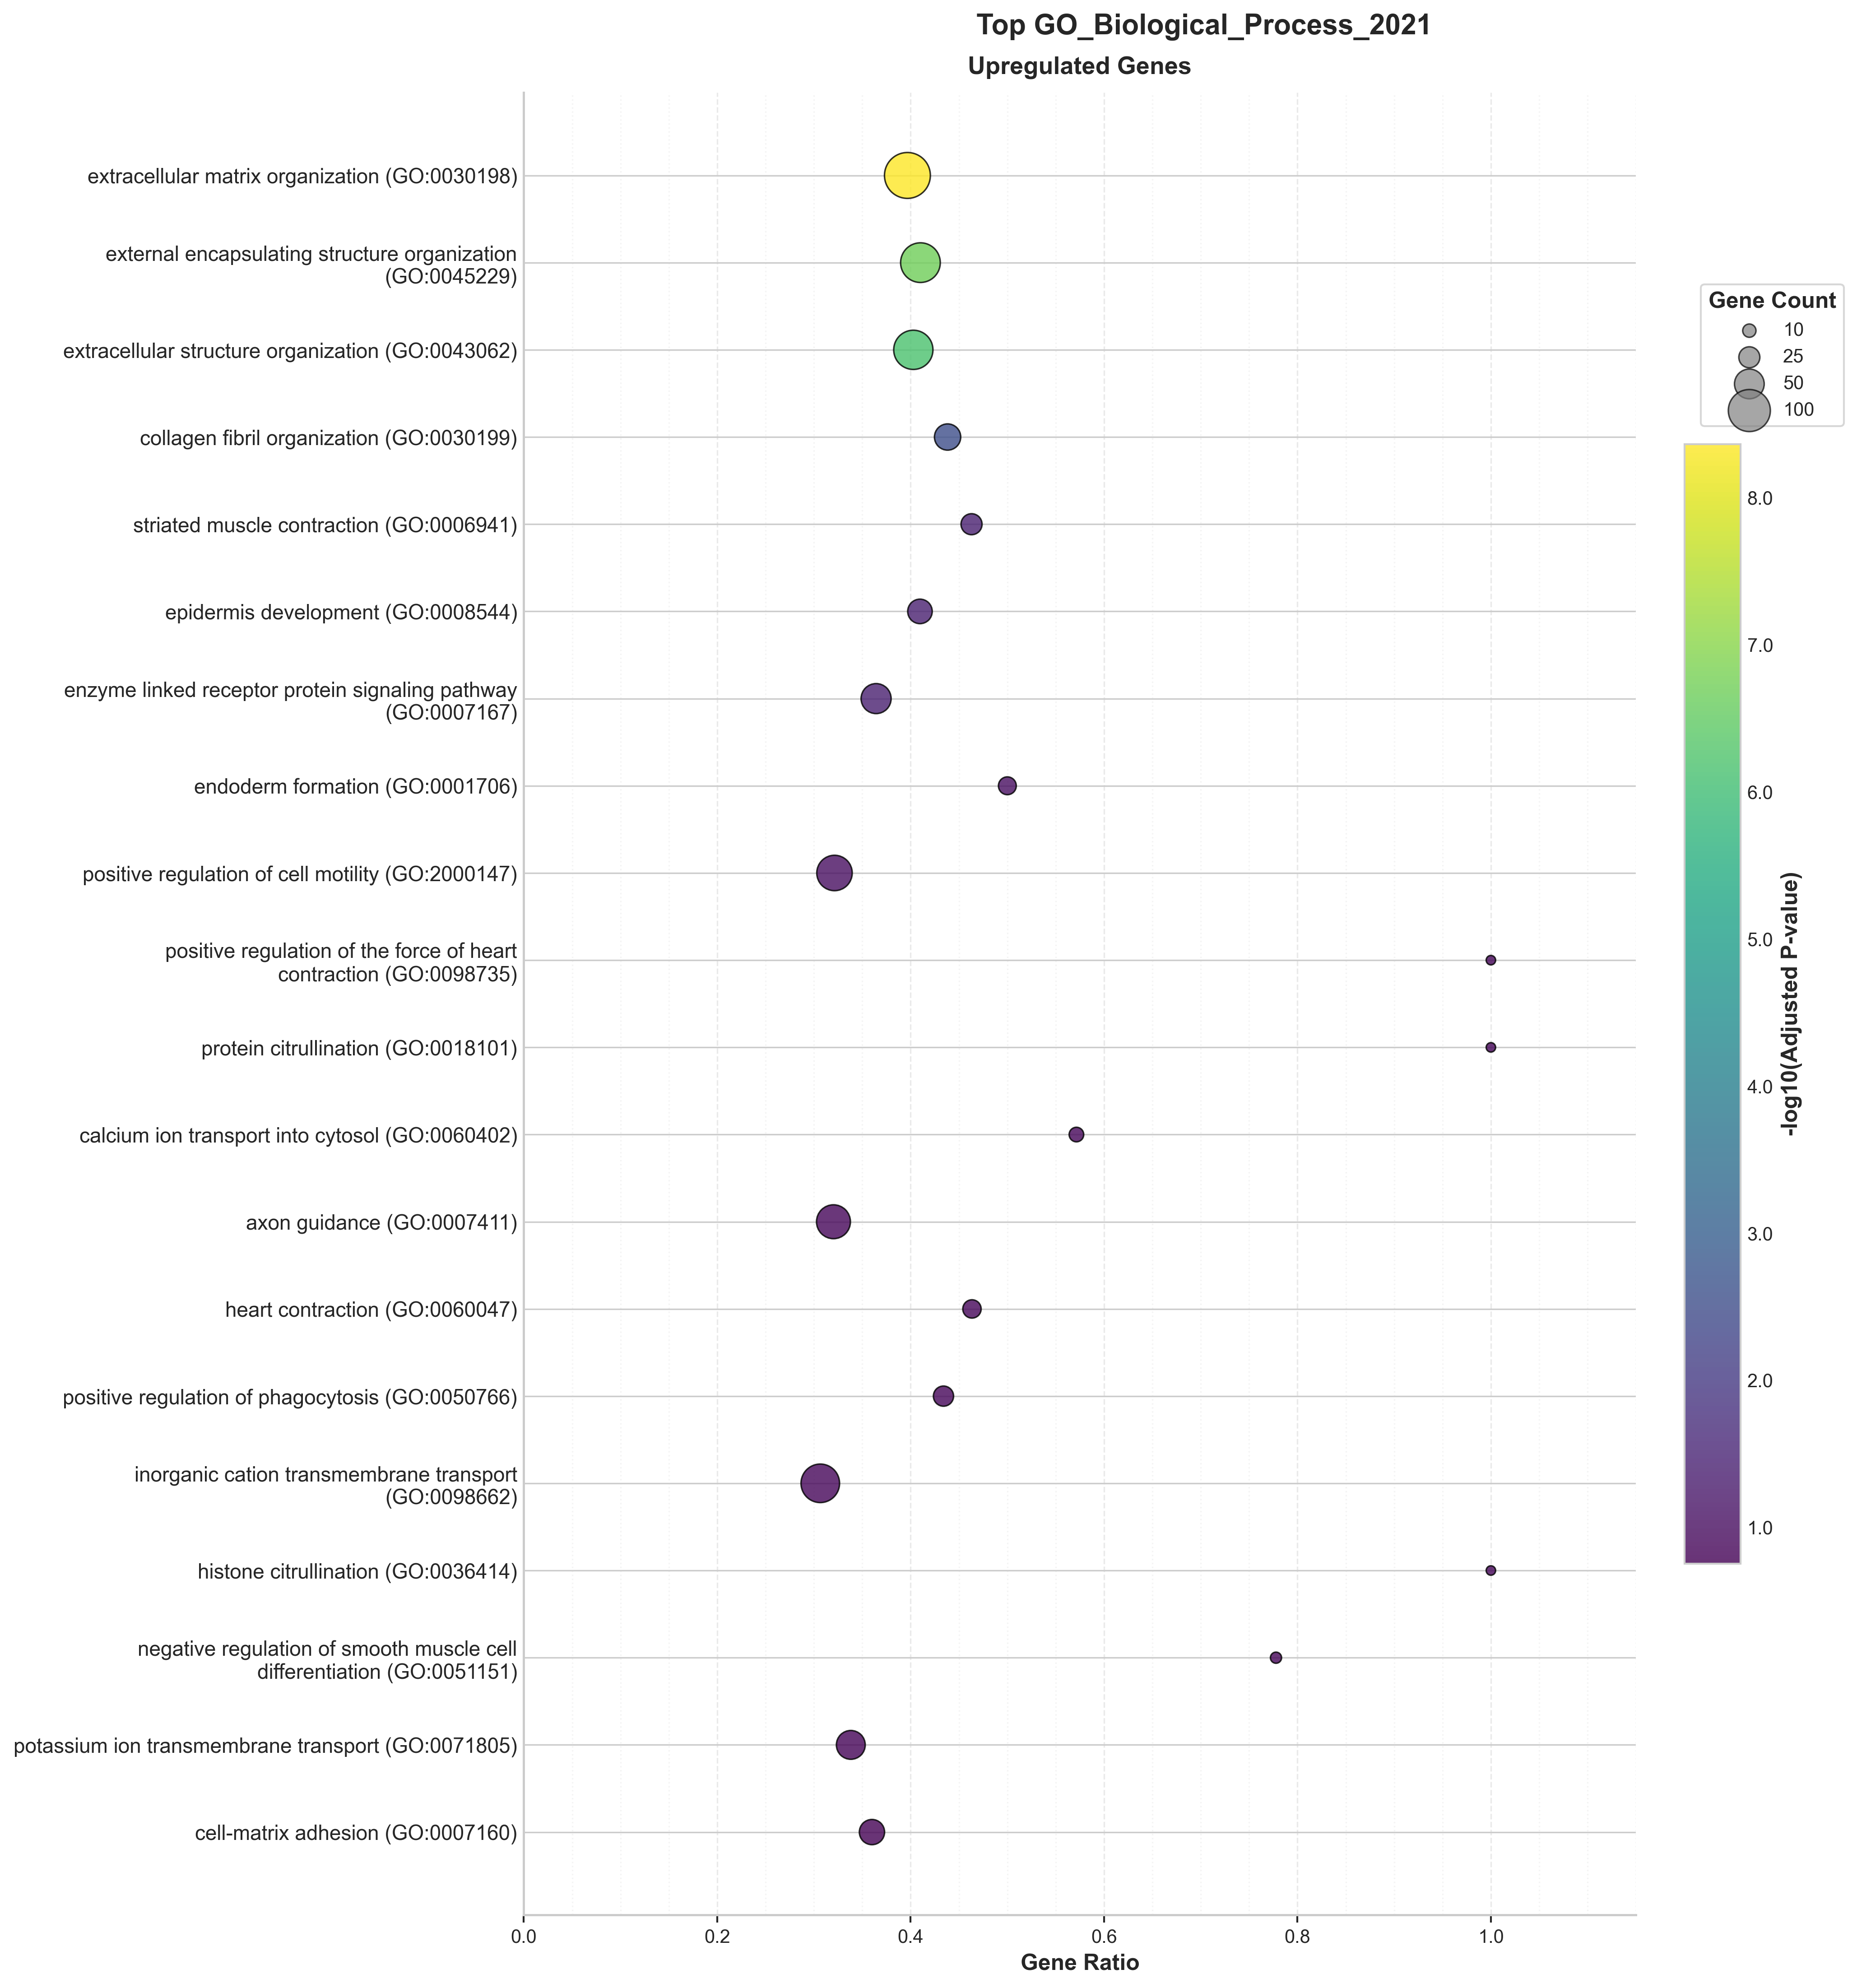 Top GO_Biological_Process_2021
Upregulated Genes
extracellular matrix organization (GO:0030198)
external encapsulating structure organization
(GO:0045229)
extracellular structure organization (GO:0043062)
collagen fibril organization (GO:0030199)
striated muscle contraction (GO:0006941)
epidermis development (GO:0008544)
enzyme linked receptor protein signaling pathway
(GO:0007167)
endoderm formation (GO:0001706)
positive regulation of cell motility (GO:2000147)
positive regulation of the force of heart
contraction (GO:0098735)
protein citrullination (GO:0018101)
calcium ion transport into cytosol (GO:0060402)
axon guidance (GO:0007411)
heart contraction (GO:0060047)
positive regulation of phagocytosis (GO:0050766)
inorganic cation transmembrane transport
(GO:0098662)
histone citrullination (GO:0036414)
negative regulation of smooth muscle cell
differentiation (GO:0051151)
potassium ion transmembrane transport (GO:0071805)
cell-matrix adhesion (GO:0007160)
0.0 0.2 0.4 0.6 0.8 1.0
Gene Ratio
Gene Count
10
25
50
100
8.0
7.0
6.0
5.0
4.0
3.0
2.0
1.0
-log10(Adjusted P-value)